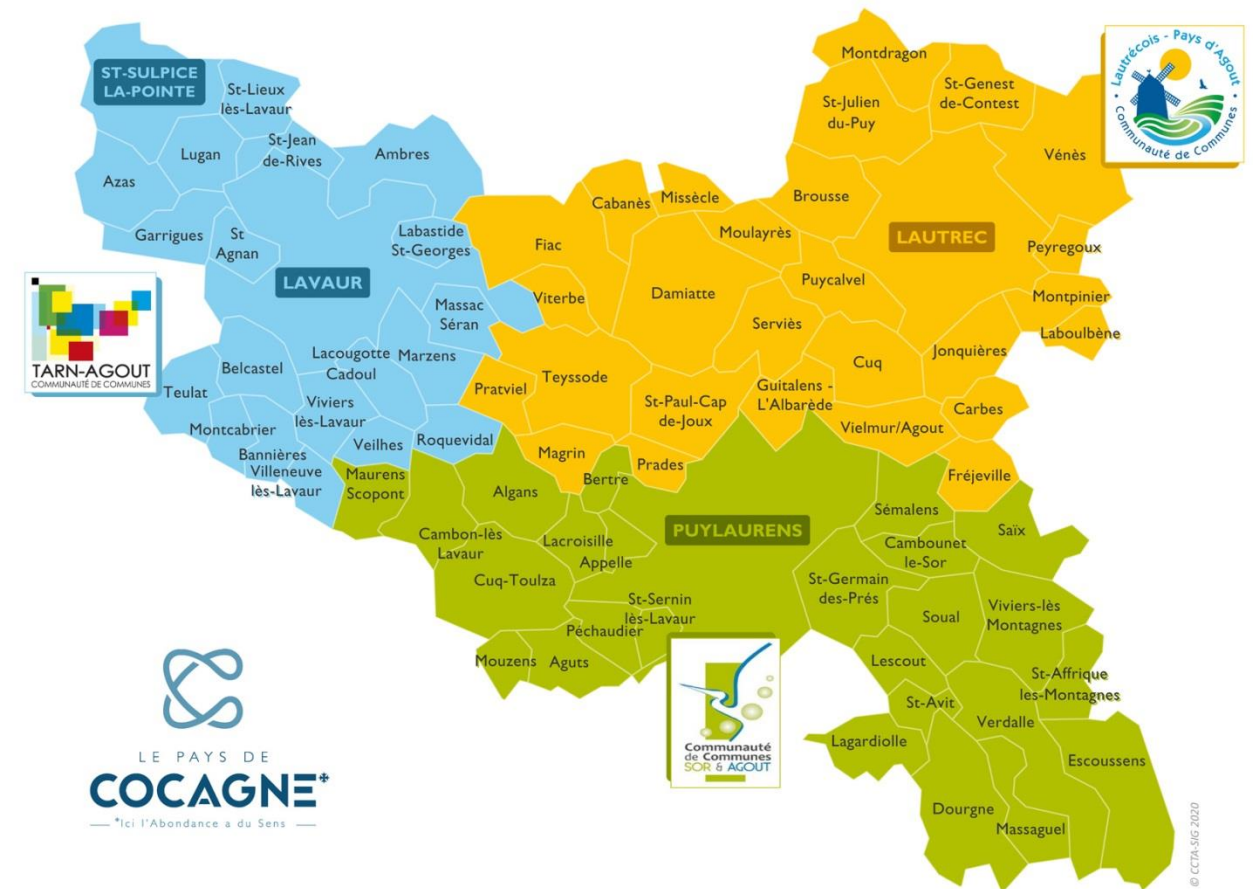 ST-SULPICE
LA-POINTE
St-Lieux
lès-Lavaur
Lugan
St-Jean
de-Rives
Ambres
Azas
Garrigues
St
Agnan
Labastide
St-Georges
LAVAUR
Massac
Séran
Belcastel
Lacougotte
Cadoul
Marzens
Teulat
Viviers
lès-Lavaur
Montcabrier
Bannières
Villeneuve
lès-Lavaur
Veilhes
Roquevidal
TARN-AGOUT
COMMUNAUTÉ DE COMMUNES
Montdragon
St-Genest
de-Contest
St-Julien
du-Puy
Vénès
Lautrécois - Pays d'Agout
Communauté de Communes
Cabanès
Missècle
Brousse
Fiac
Moulayrès
LAUTREC
Peyregoux
Viterbe
Damiatte
Puycalvel
Montpinier
Serviès
Laboulbène
Cuq
Jonquières
Pratviel
Teyssode
St-Paul-Cap
de-Joux
Guitalens -
L'Albarède
Carbes
Vielmur/Agout
Magrin
Prades
Fréjeville
Maurens
Scopont
Algans
Bertre
Sémalens
Saïx
PUYLAURENS
Cambon-lès
Lavaur
Lacroisille
Appelle
Cambounet
le-Sor
Cuq-Toulza
St-Germain
des-Prés
St-Sernin
lès-Lavaur
Soual
Viviers-lès
Montagnes
Péchaudier
Mouzens
Aguts
Lescout
St-Affrique
les-Montagnes
St-Avit
Verdalle
Lagardiolle
Escoussens
Dourgne
Massaguel
Communauté
de Communes
SOR & AGOUT
LE PAYS DE
COCAGNE*
*Ici l'Abondance a du Sens
© CCTA-SIG 2020